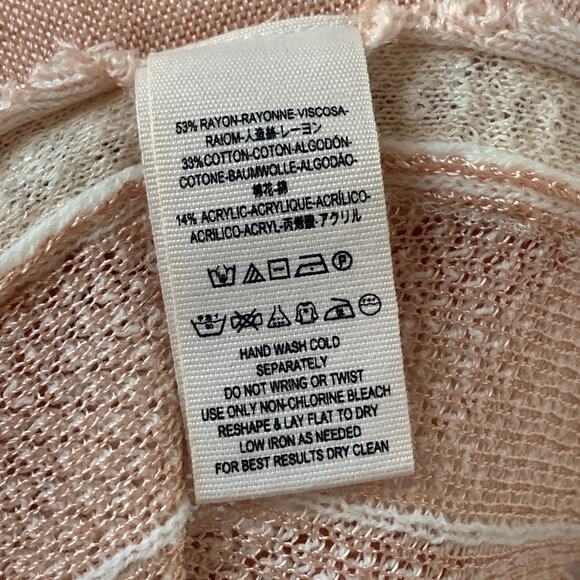 53% RAYON-RAYONNE-VISCOSA-
RAIOM-人造絲-レーヨン
33%COTTON-COTON-ALGODÓN-
COTONE-BAUMWOLLE-ALGODÃO-
棉花-綿
14% ACRYLIC-ACRYLIQUE-ACRÍLICO-
ACRILICO-ACRYL-丙烯酸-アクリル
HAND WASH COLD
SEPARATELY
DO NOT WRING OR TWIST
USE ONLY NON-CHLORINE BLEACH
RESHAPE & LAY FLAT TO DRY
LOW IRON AS NEEDED
FOR BEST RESULTS DRY CLEAN